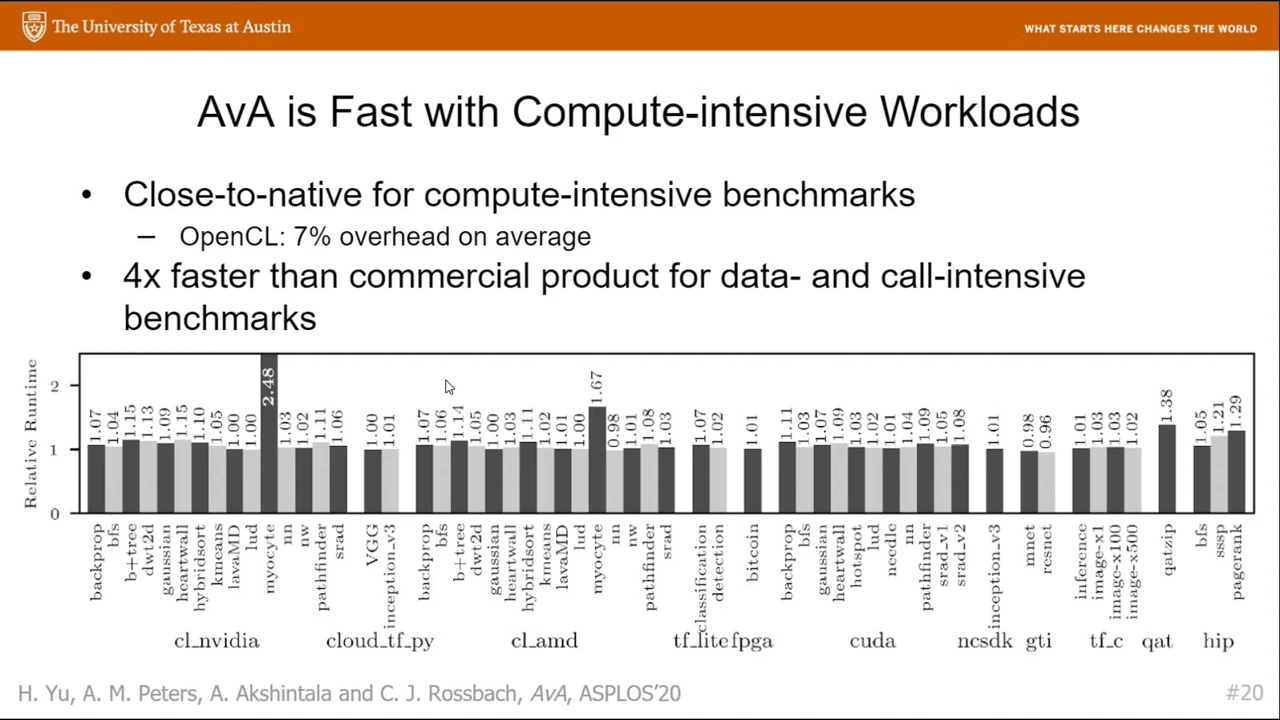 The University of Texas at Austin
WHAT STARTS HERE CHANGES THE WORLD
AvA is Fast with Compute-intensive Workloads
• Close-to-native for compute-intensive benchmarks
– OpenCL: 7% overhead on average
• 4x faster than commercial product for data- and call-intensive
benchmarks
Relative Runtime
2
1
0
1.07 1.04 1.15 1.13 1.09 1.15 1.10 1.05 1.00 1.00 2.48 1.03 1.02 1.11 1.06 1.00 1.01 1.07 1.06 1.14 1.05 1.00 1.03 1.11 1.02 1.01 1.00 1.67 0.98 1.01 1.08 1.03 1.07 1.02 1.01 1.11 1.03 1.07 1.09 1.03 1.02 1.01 1.04 1.09 1.05 1.08 1.01 0.98 0.96 1.01 1.03 1.03 1.02 1.38 1.05 1.21 1.29
backprop bfs b+tree dwt2d gaussian heartwall hybridsort kmeans lavaMD lud myocyte nn nw pathfinder srad VGG inception_v3 backprop bfs b+tree dwt2d gaussian heartwall hybridsort kmeans lavaMD lud myocyte nn nw pathfinder srad classification detection bitcoin backprop bfs gaussian heartwall hotspot lud needle nn pathfinder srad_v1 srad_v2 inception_v3 mnet resnet inference image-x1 image-x100 image-x500 qatzip bfs sssp pagerank
cl_nvidia cloud_tf_py cl_amd tf_lite fpga cuda ncsdk gti tf_c qat hip
H. Yu, A. M. Peters, A. Akshintala and C. J. Rossbach, AvA, ASPLOS'20
#20